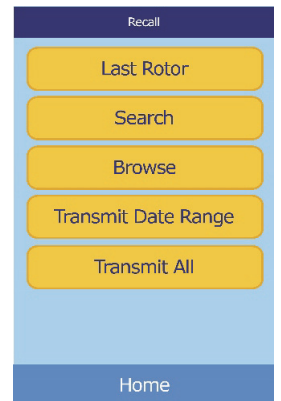 Recall
Last Rotor
Search
Browse
Transmit Date Range
Transmit All
Home